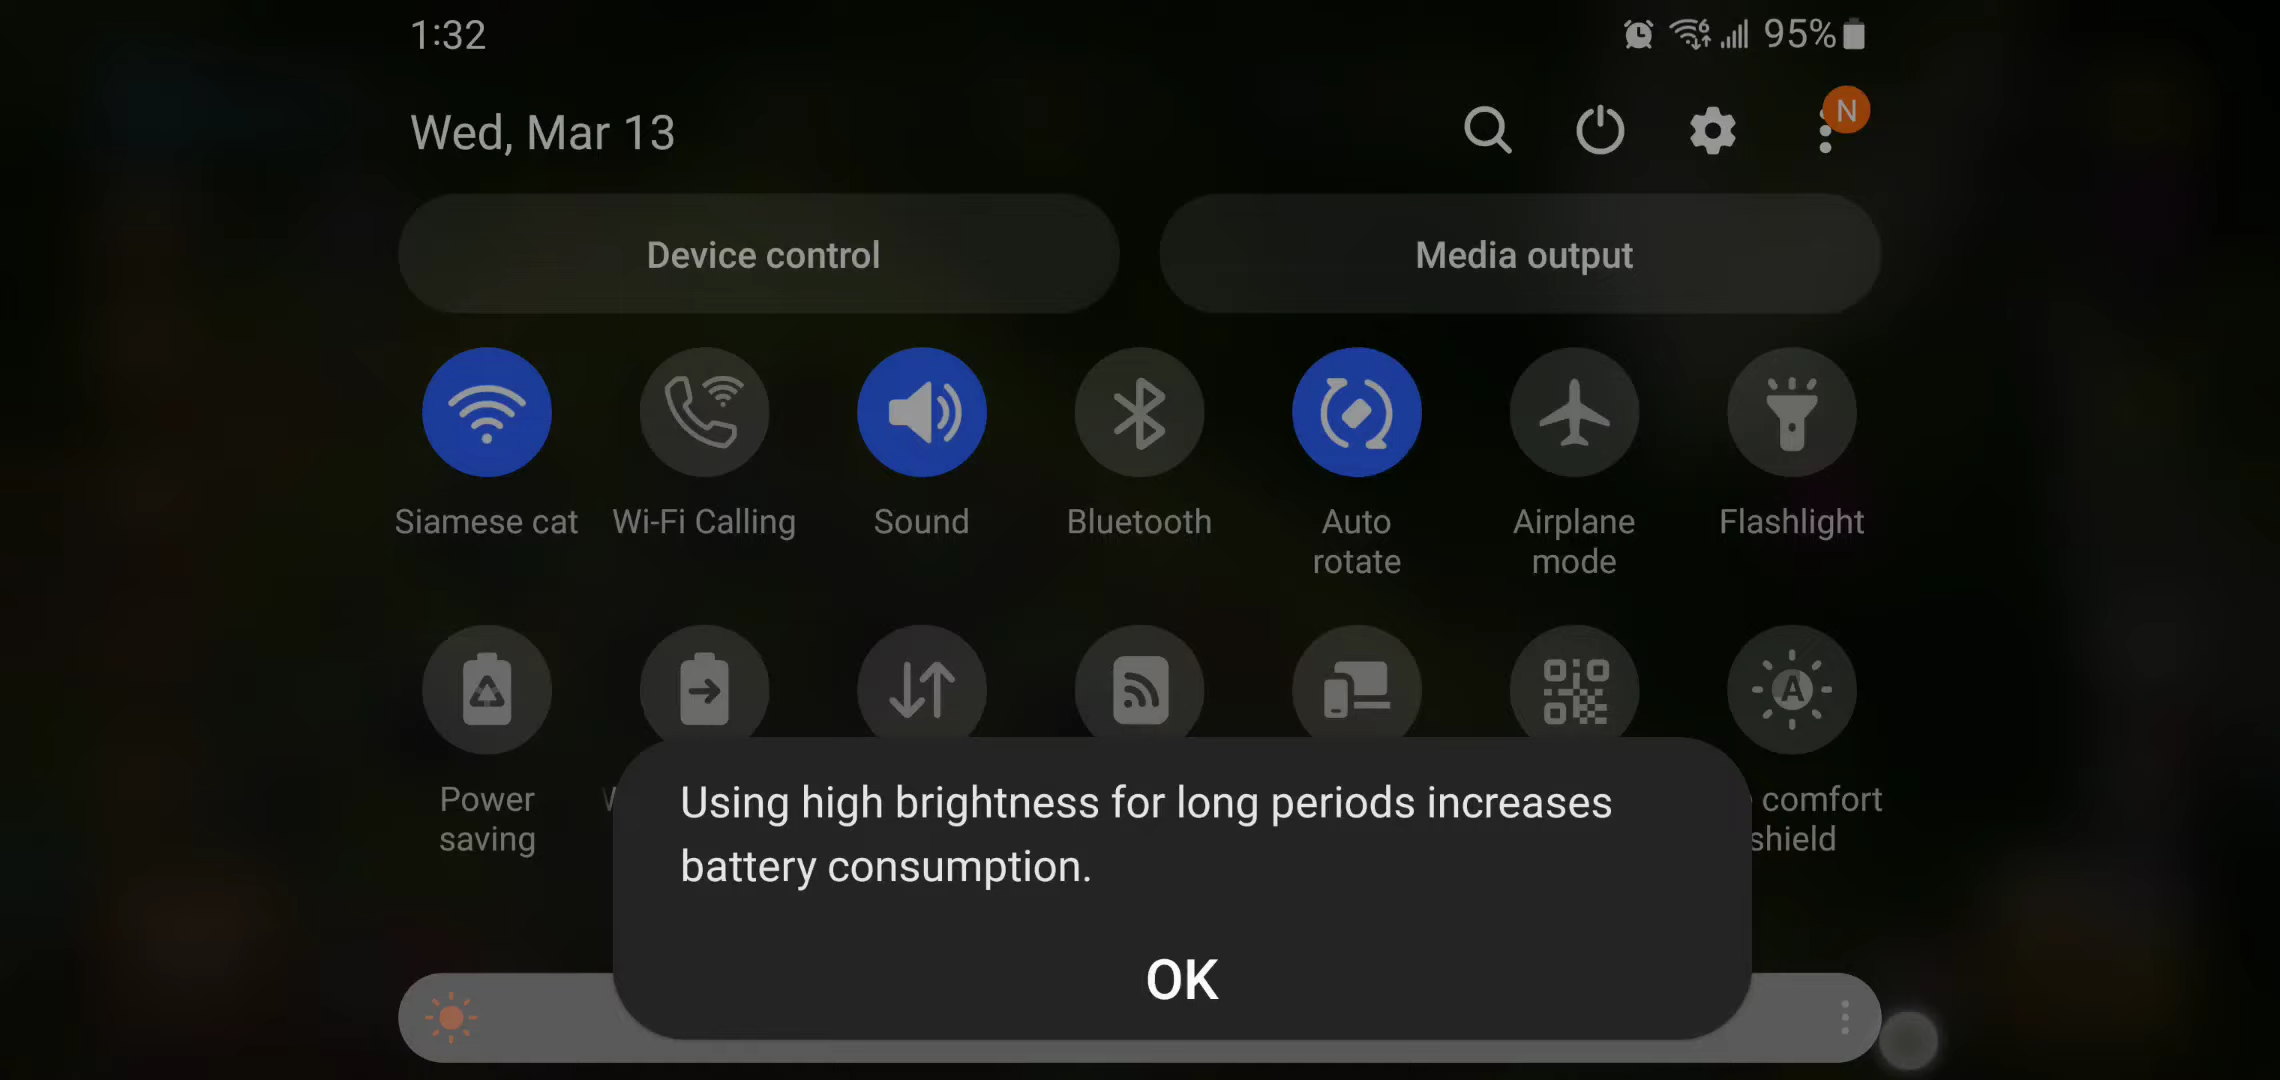 1:32
6 95%
Wed, Mar 13
N
Device control
Media output
Siamese cat
Wi-Fi Calling
Sound
Bluetooth
Auto
rotate
Airplane
mode
Flashlight
A
Power
saving
comfort
shield
Using high brightness for long periods increases
battery consumption.
OK